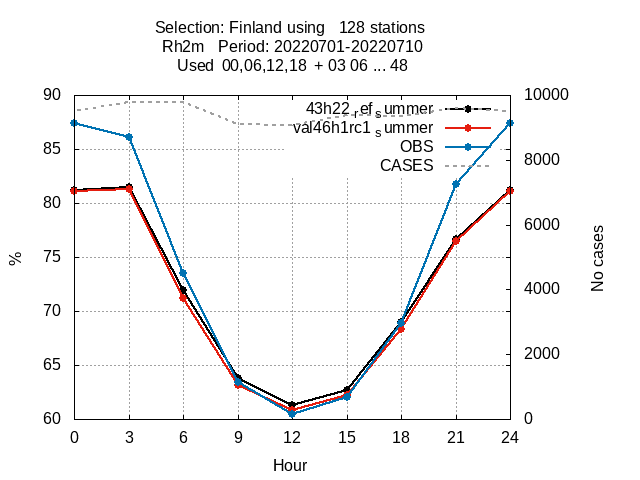 Selection: Finland using   128 stations
Rh2m   Period: 20220701-20220710
Used  00,06,12,18  + 03 06 ... 48
90
85
80
75
70
65
60
%
10000
8000
6000
4000
2000
0
No cases
43h22_ref_summer
val46h1rc1_summer
OBS
CASES
0 3 6 9 12 15 18 21 24
Hour